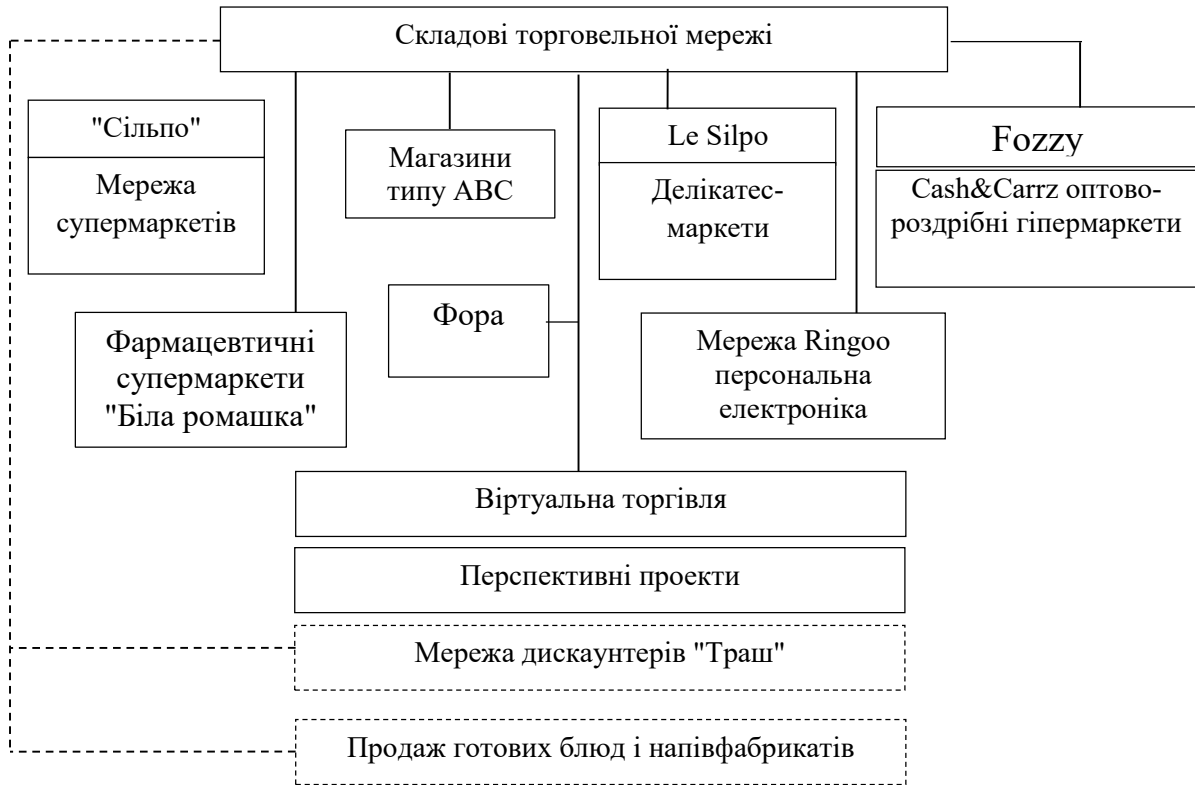 Складові торговельної мережі
"Сільпо"
Мережа
супермаркетів
Магазини
типу АВС
Le Silpo
Делікатес-
маркети
Fozzy
Cash&Carrz оптово-
роздрібні гіпермаркети
Фармацевтичні
супермаркети
"Біла ромашка"
Фора
Мережа Ringoo
персональна
електроніка
Віртуальна торгівля
Перспективні проекти
Мережа дискаунтерів "Траш"
Продаж готових блюд і напівфабрикатів